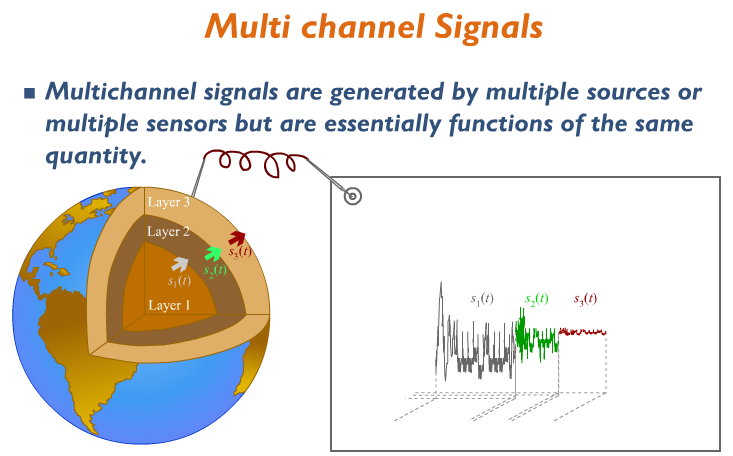 Multi channel Signals
■ Multichannel signals are generated by multiple sources or
multiple sensors but are essentially functions of the same
quantity.
Layer 3
Layer 2
s₃(t)
s₂(t)
s₁(t)
Layer 1
s₁(t) s₂(t) s₃(t)